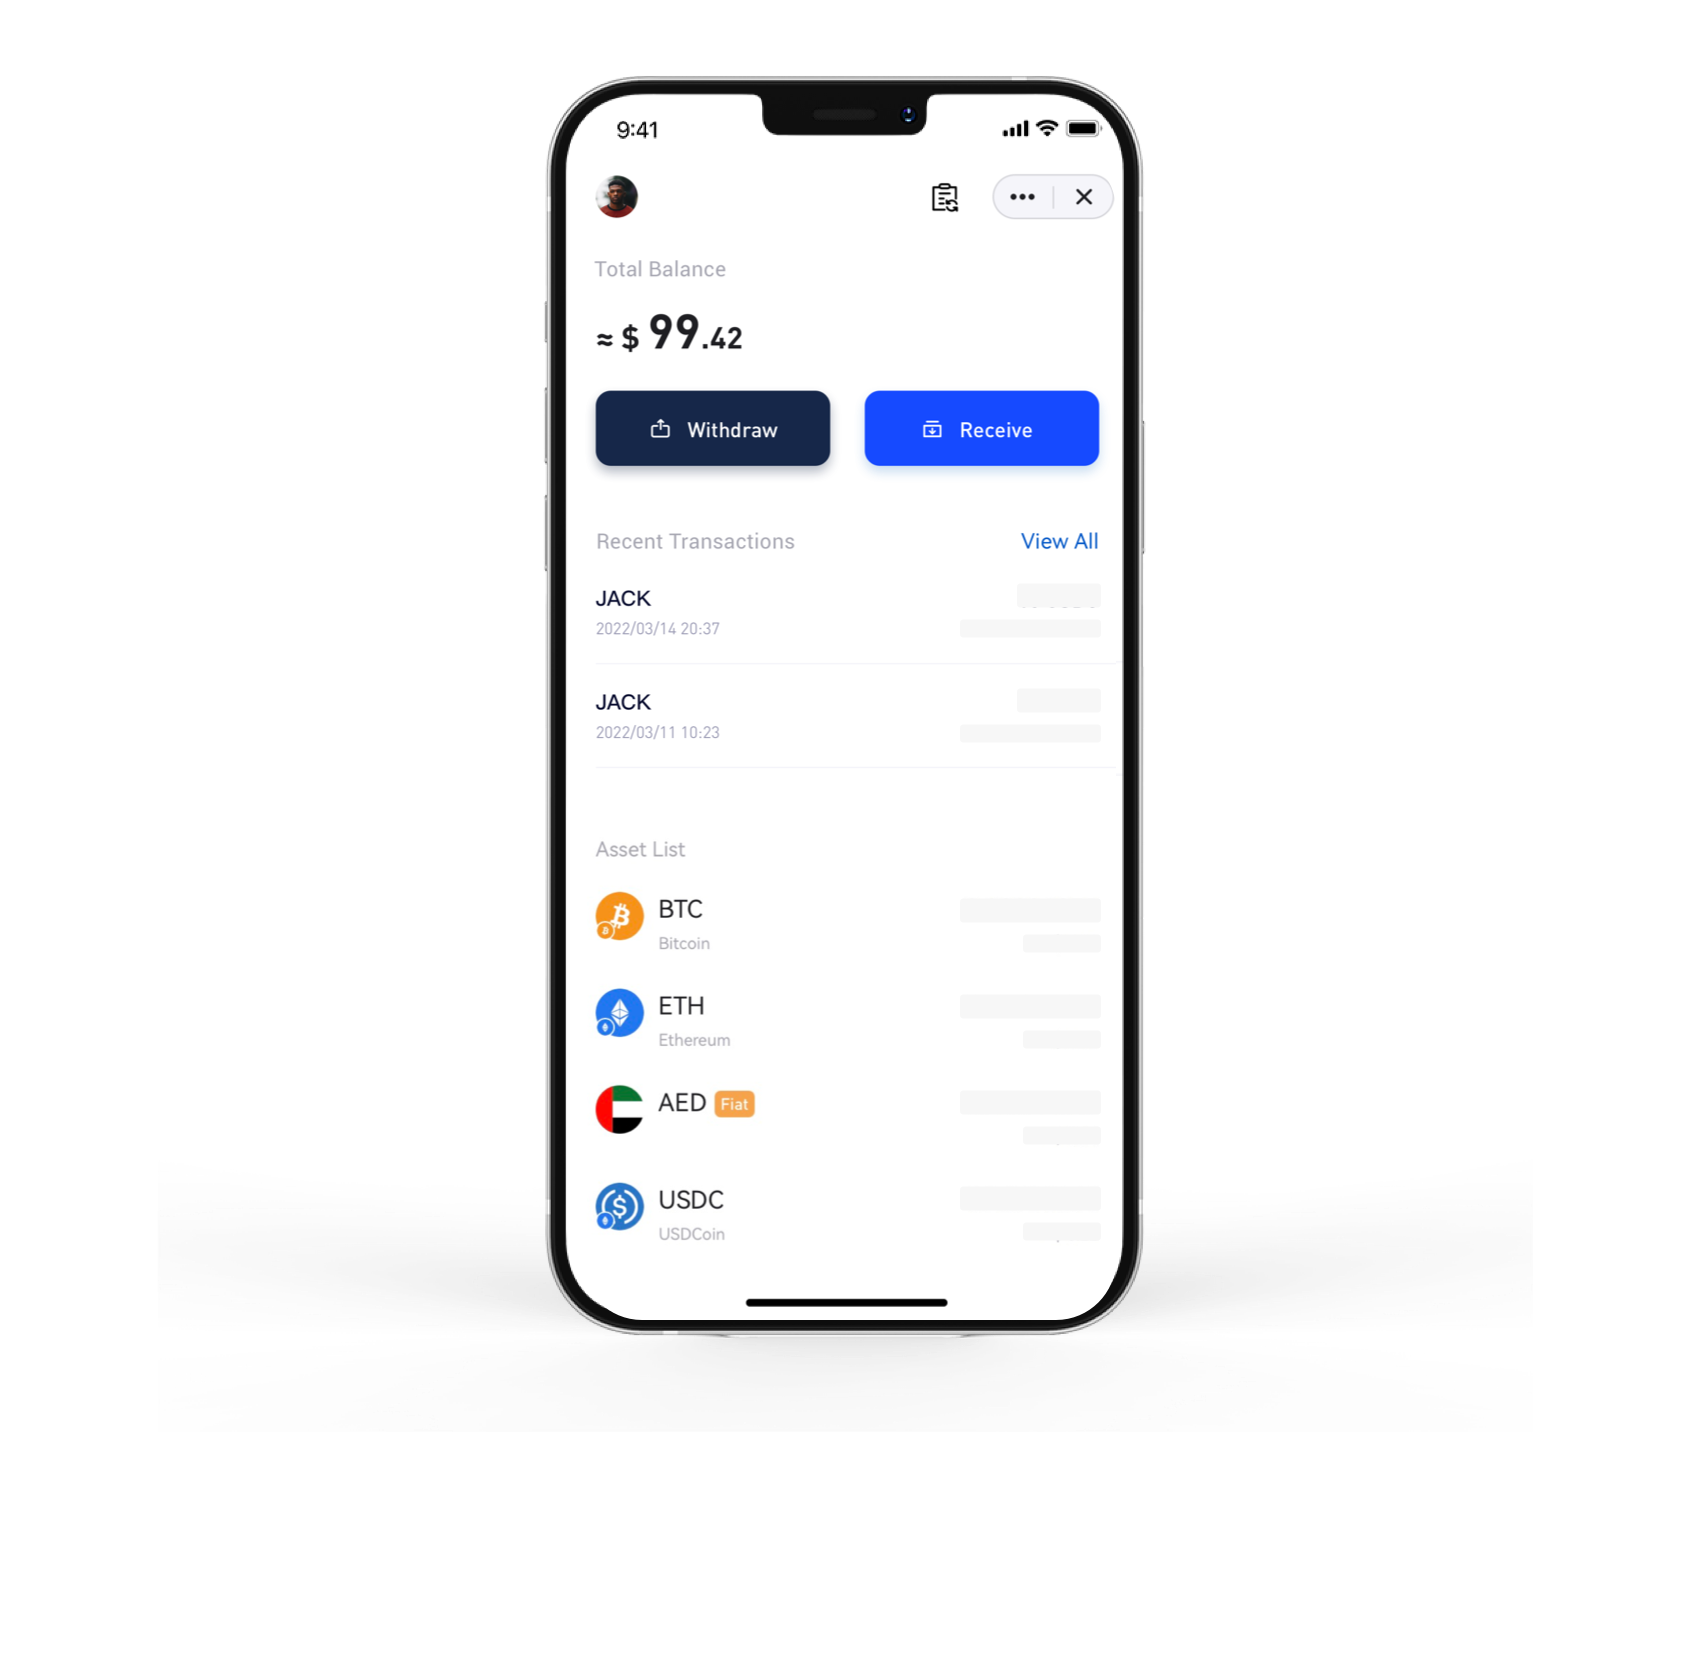 9:41
Total Balance
≈ $ 99.42
Withdraw
Receive
Recent Transactions
View All
JACK
2022/03/14 20:37
JACK
2022/03/11 10:23
Asset List
BTC
Bitcoin
ETH
Ethereum
AED Fiat
USDC
USDCoin